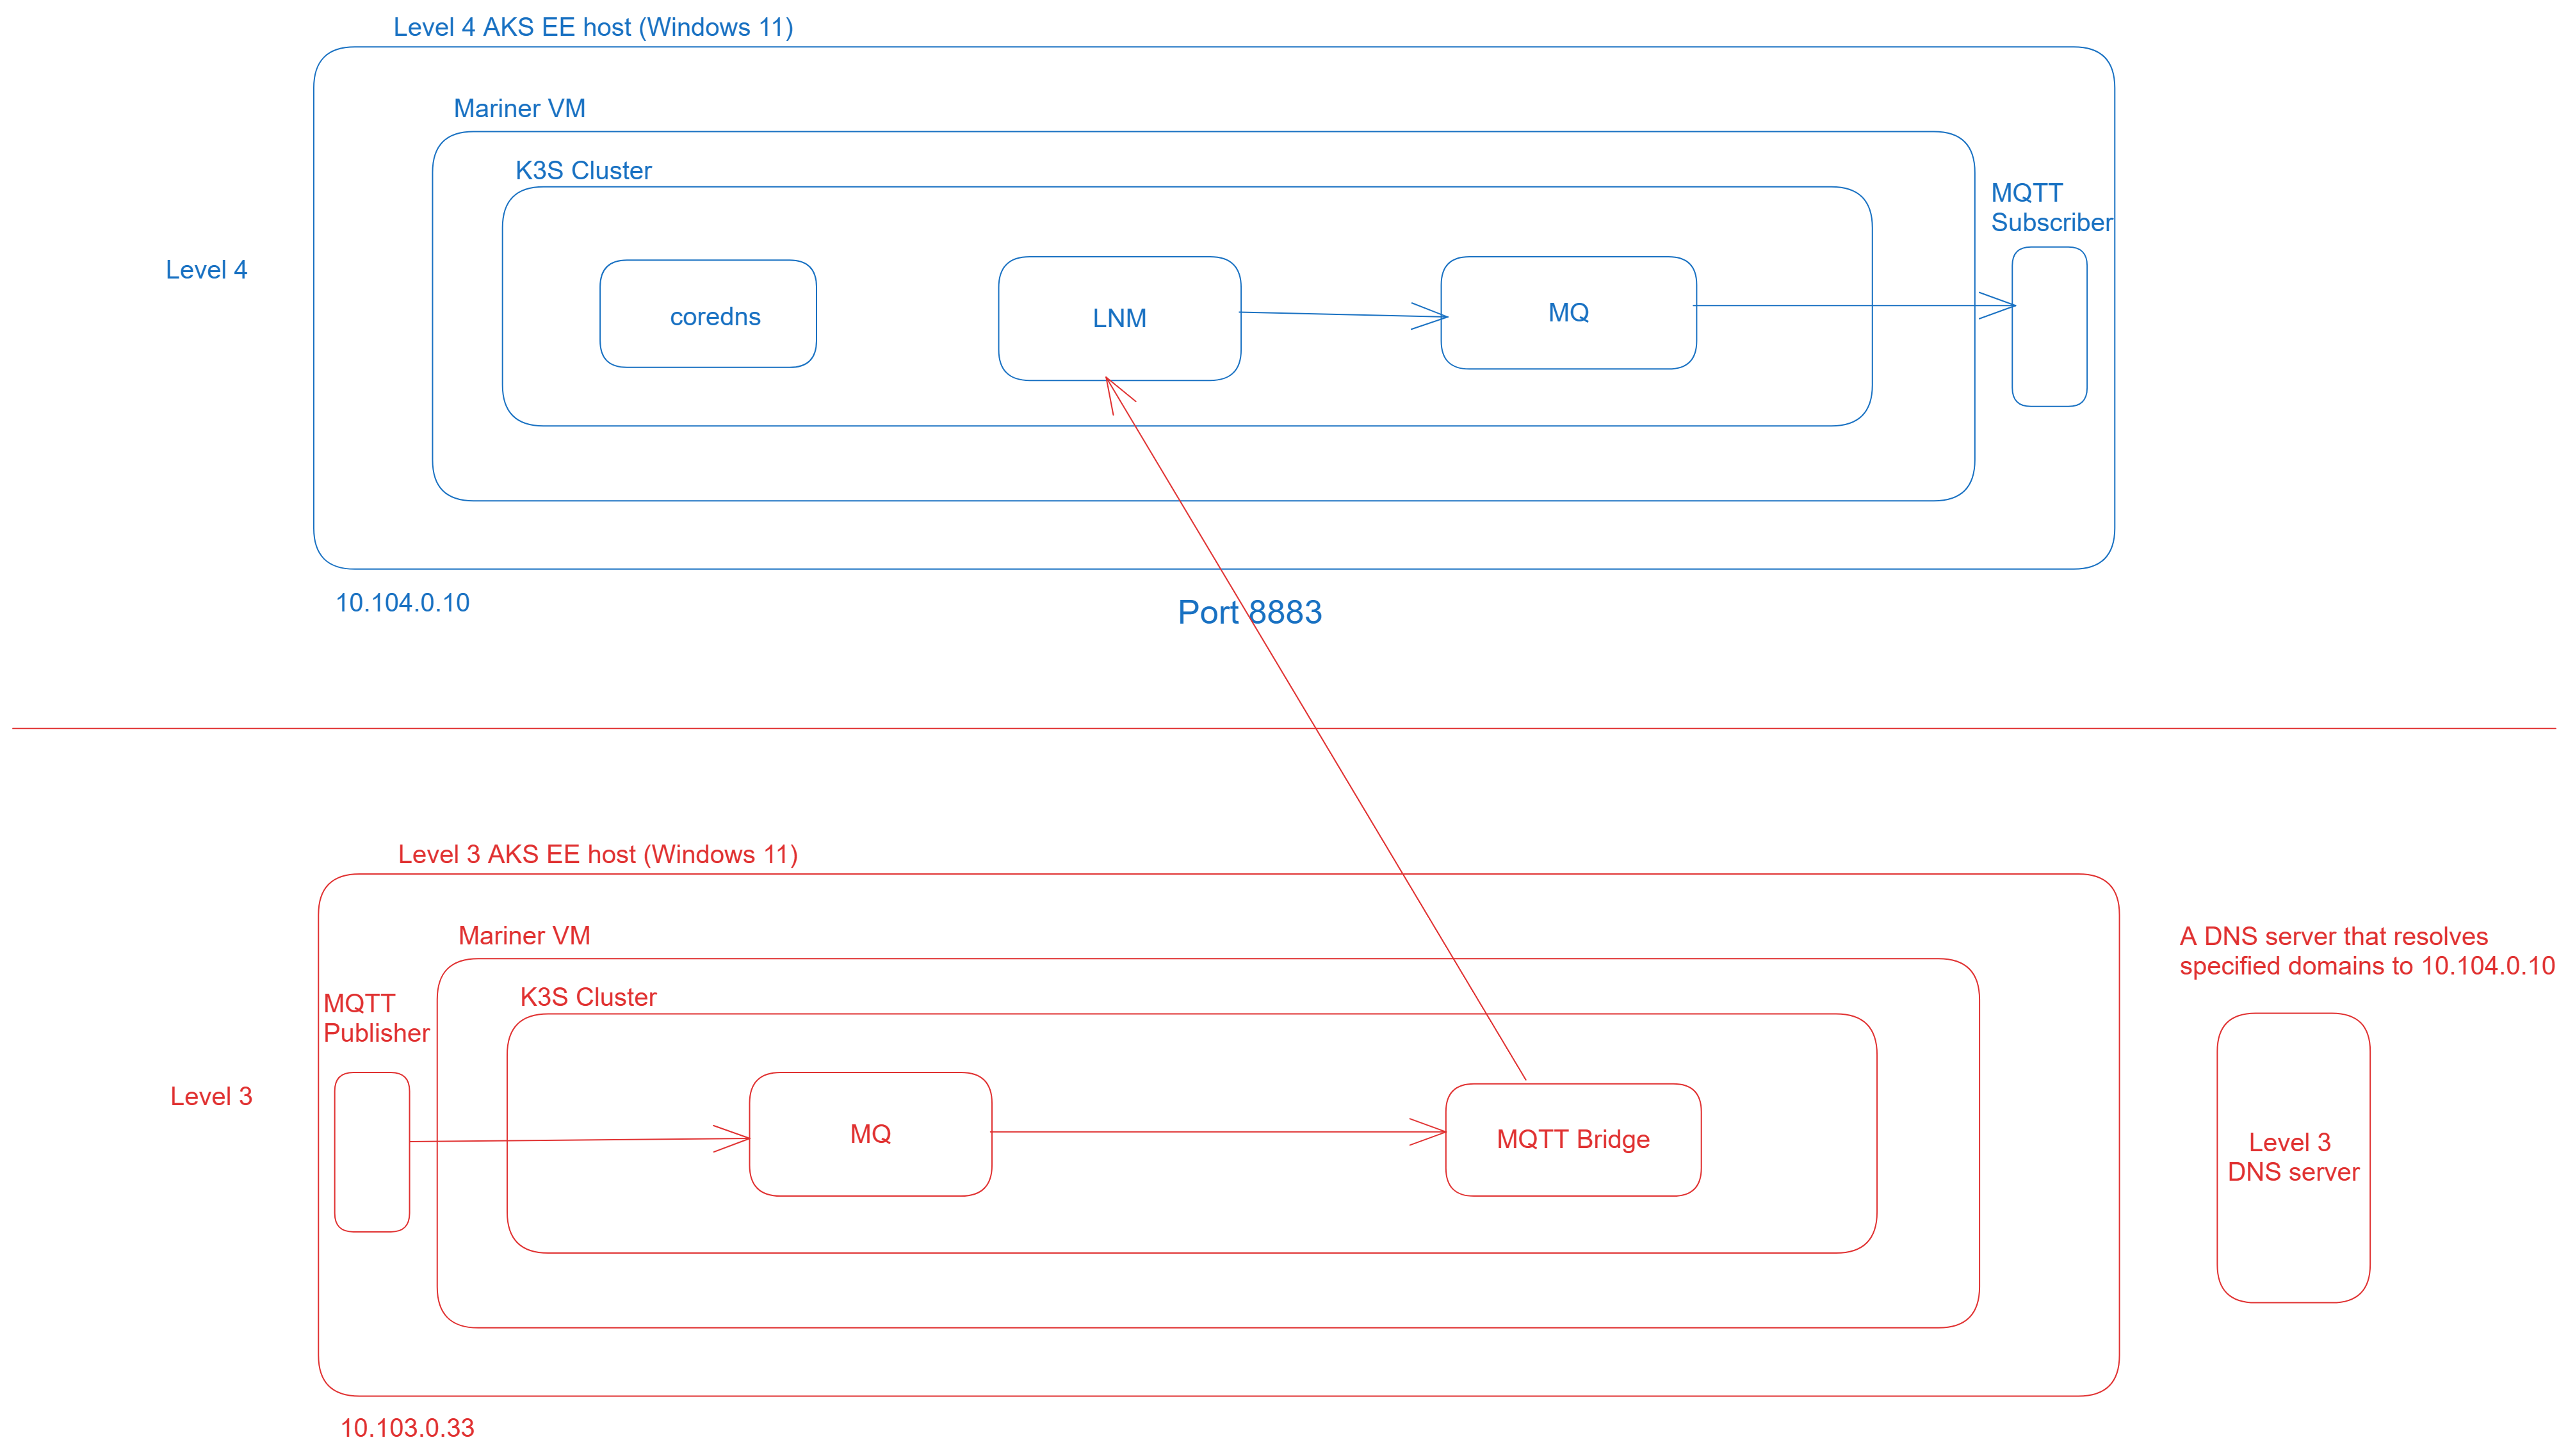 Level 4 AKS EE host (Windows 11)
Mariner VM
K3S Cluster
MQTT
Subscriber
Level 4
coredns
LNM
MQ
10.104.0.10
Port 8883
Level 3 AKS EE host (Windows 11)
Mariner VM
A DNS server that resolves
specified domains to 10.104.0.10
K3S Cluster
MQTT
Publisher
Level 3
MQ
MQTT Bridge
Level 3
DNS server
10.103.0.33